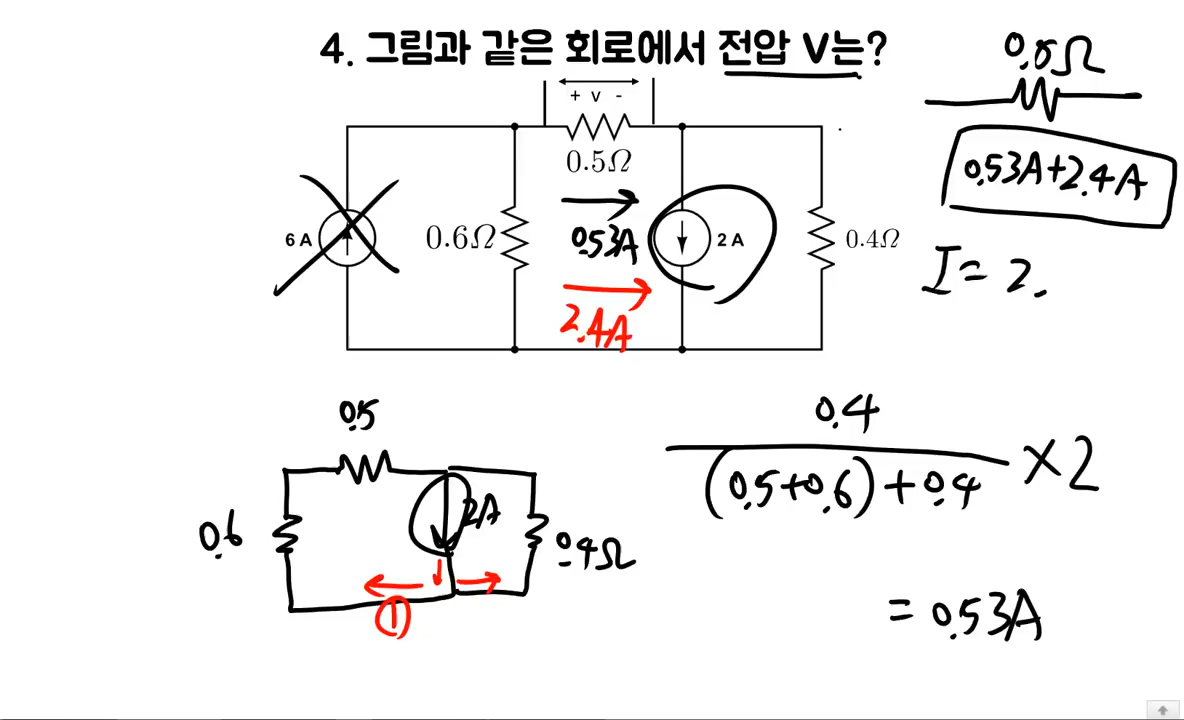 4. 그림과 같은 회로에서 전압 V는?
+ v -
0.5Ω
6 A
0.6Ω
2 A
0.4Ω
0.53A
2.4A
0.5Ω
0.53A+2.4A
I = 2.
0.5
0.6
2A
0.4Ω
①
0.4
(0.5+0.6)+0.4
×2
= 0.53A